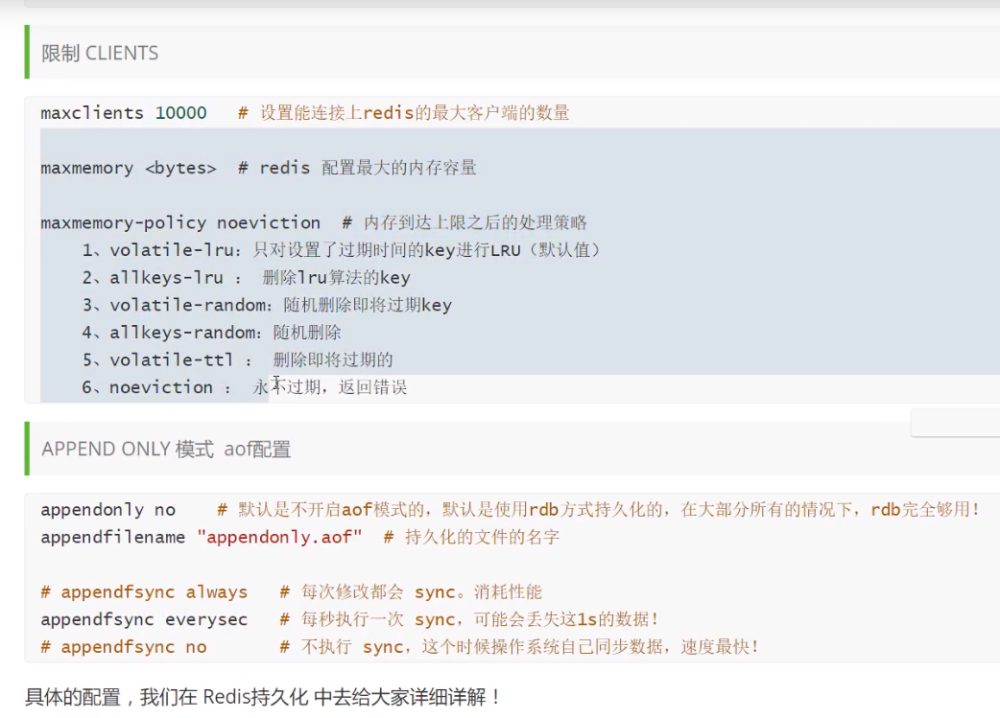 限制 CLIENTS
maxclients 10000 # 设置能连接上redis的最大客户端的数量
maxmemory <bytes> # redis 配置最大的内存容量
maxmemory-policy noeviction # 内存到达上限之后的处理策略
1、volatile-lru：只对设置了过期时间的key进行LRU（默认值）
2、allkeys-lru ： 删除lru算法的key
3、volatile-random：随机删除即将过期key
4、allkeys-random：随机删除
5、volatile-ttl ： 删除即将过期的
6、noeviction ： 永不过期，返回错误
APPEND ONLY 模式 aof配置
appendonly no # 默认是不开启aof模式的，默认是使用rdb方式持久化的，在大部分所有的情况下，rdb完全够用！
appendfilename "appendonly.aof" # 持久化的文件的名字
# appendfsync always # 每次修改都会 sync。消耗性能
appendfsync everysec # 每秒执行一次 sync，可能会丢失这1s的数据！
# appendfsync no # 不执行 sync，这个时候操作系统自己同步数据，速度最快！
具体的配置，我们在 Redis持久化 中去给大家详细详解！